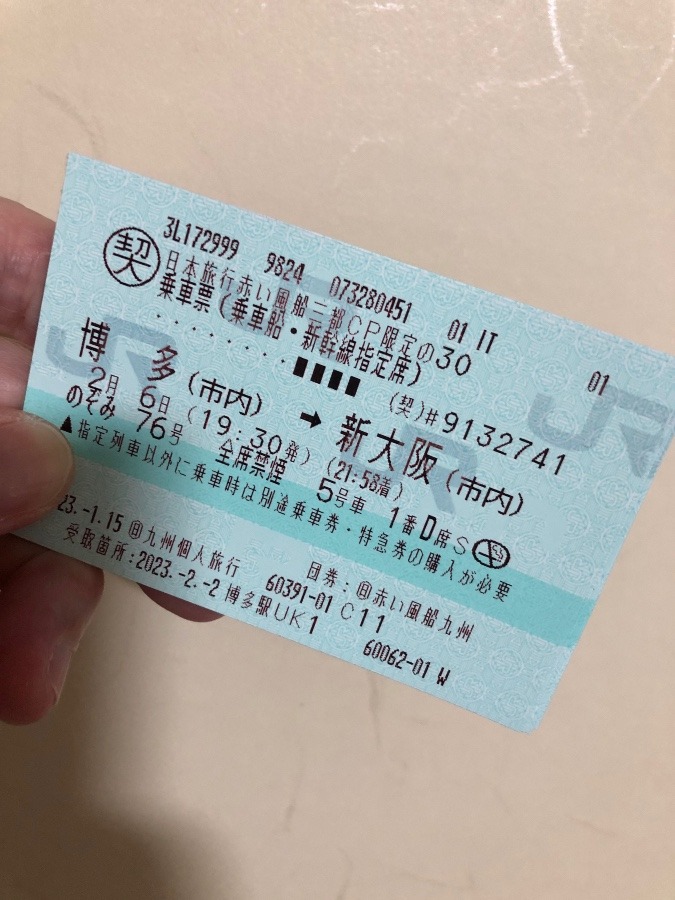 3L172999 9824 073280451 01 IT 01
契 日本旅行赤い風船三都CP限定の30
乗車票(乗車船・新幹線指定席)
(契)#9132741
博多(市内) → 新大阪(市内)
2月 6日 (19:30発) (21:58着)
のぞみ 76号 全席禁煙 5号車 1番D席 S
▲指定列車以外に乗車時は別途乗車券・特急券の購入が必要
23.-1.15 日九州個人旅行 団券:日赤い風船九州
受取箇所:2023.-2.-2 博多駅UK1 60391-01 C11
60062-01 W
JR
JR
JR
JR